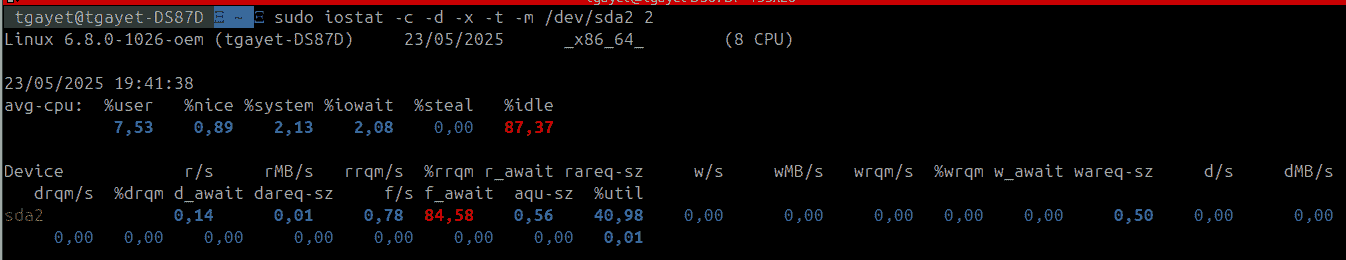 tgayet@tgayet-DS87D ~ sudo iostat -c -d -x -t -m /dev/sda2 2
Linux 6.8.0-1026-oem (tgayet-DS87D) 23/05/2025 _x86_64_ (8 CPU)
23/05/2025 19:41:38
avg-cpu: %user %nice %system %iowait %steal %idle
7,53 0,89 2,13 2,08 0,00 87,37
Device r/s rMB/s rrqm/s %rrqm r_await rareq-sz w/s wMB/s wrqm/s %wrqm w_await wareq-sz d/s dMB/s
drqm/s %drqm d_await dareq-sz f/s f_await aqu-sz %util
sda2 0,14 0,01 0,78 84,58 0,56 40,98 0,00 0,00 0,00 0,00 0,00 0,50 0,00 0,00
0,00 0,00 0,00 0,00 0,00 0,00 0,00 0,01